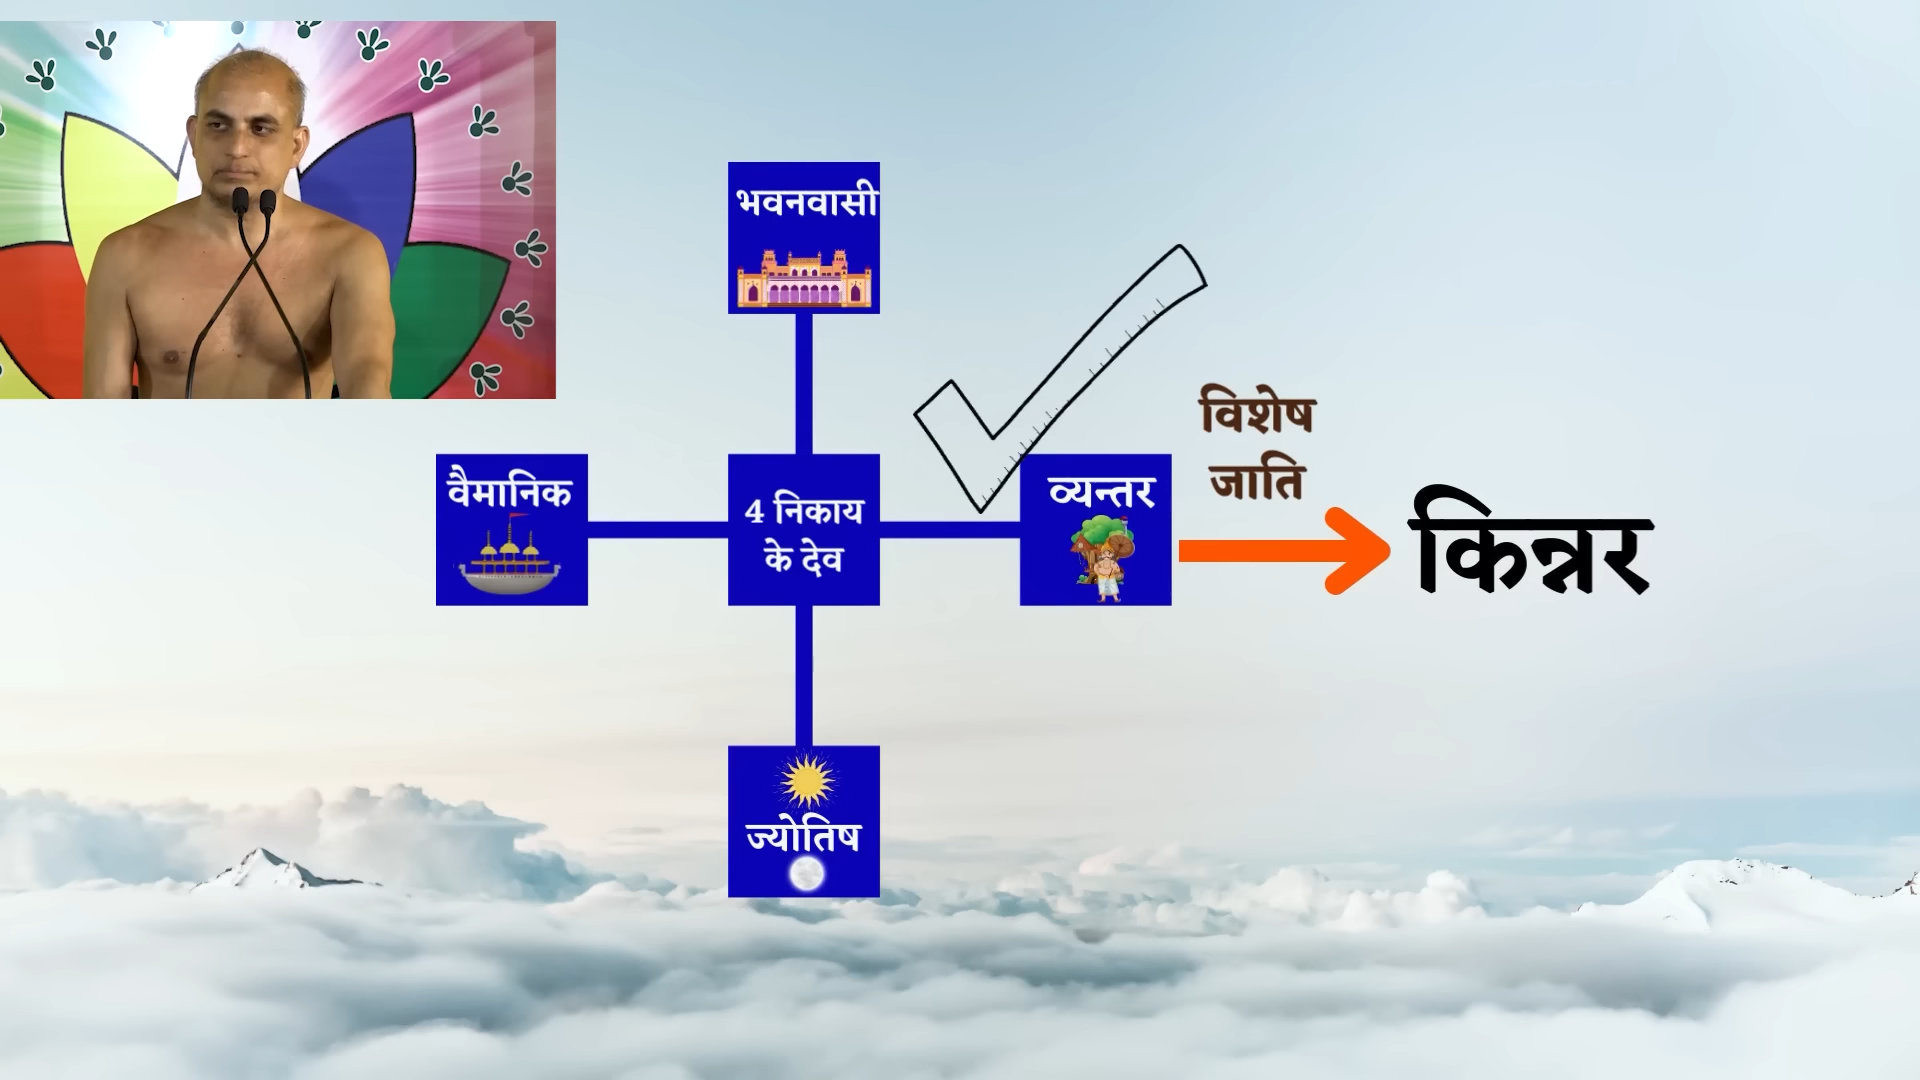 भवनवासी
वैमानिक
4 निकाय
के देव
व्यन्तर
विशेष
जाति
किन्नर
ज्योतिष